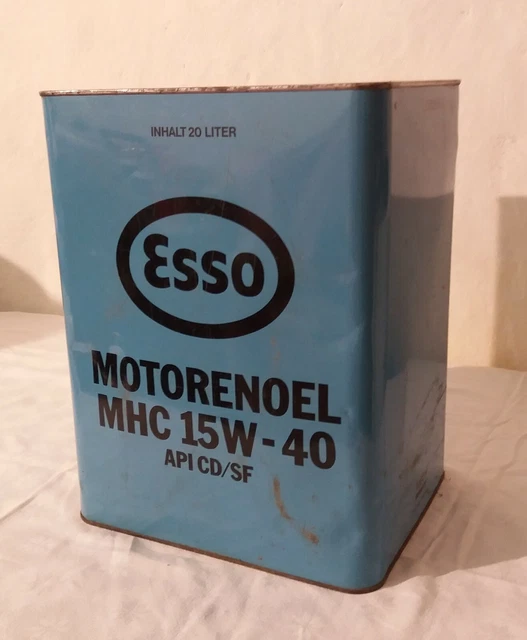 INHALT 20 LITER
Esso
MOTORENOEL
MHC 15W-40
API CD/SF